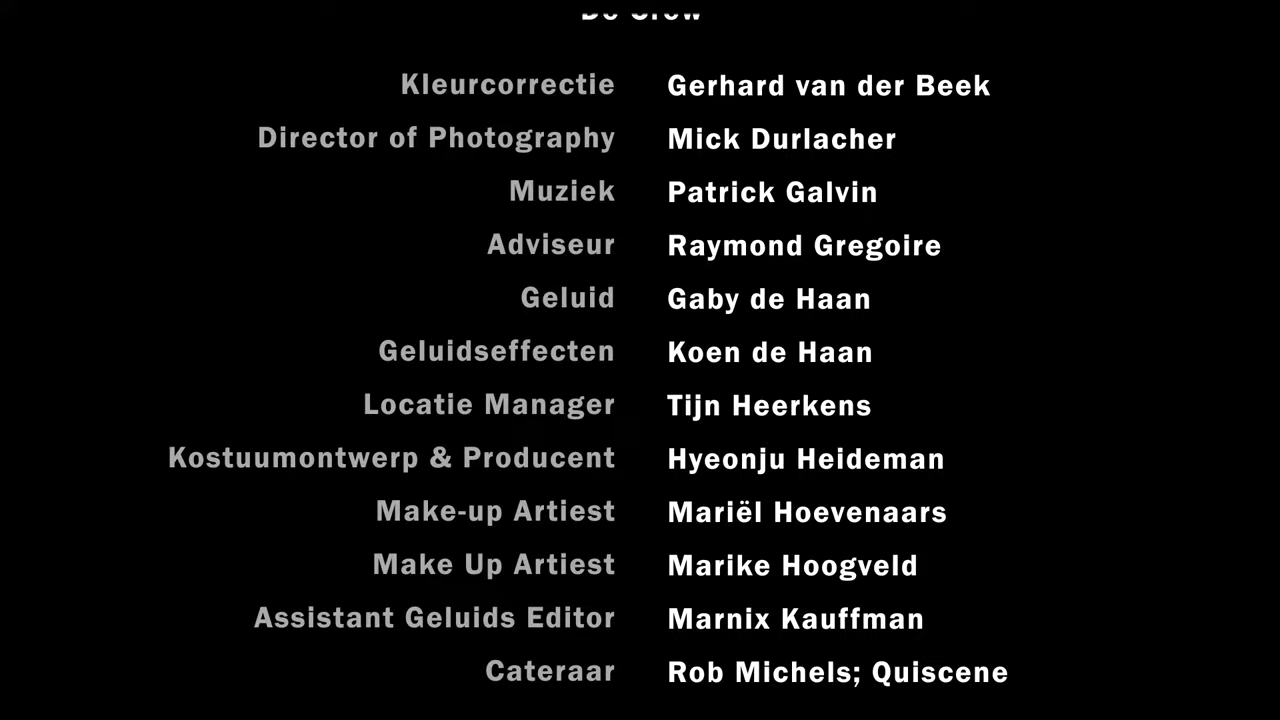 De Crew
Kleurcorrectie Gerhard van der Beek
Director of Photography Mick Durlacher
Muziek Patrick Galvin
Adviseur Raymond Gregoire
Geluid Gaby de Haan
Geluidseffecten Koen de Haan
Locatie Manager Tijn Heerkens
Kostuumontwerp & Producent Hyeonju Heideman
Make-up Artiest Mariël Hoevenaars
Make Up Artiest Marike Hoogveld
Assistant Geluids Editor Marnix Kauffman
Cateraar Rob Michels; Quiscene